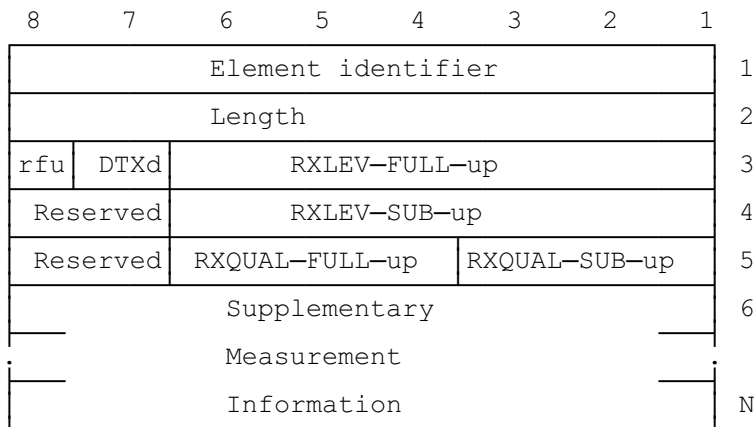 8 7 6 5 4 3 2 1
Element identifier 1
Length 2
rfu DTXd RXLEV─FULL─up 3
Reserved RXLEV─SUB─up 4
Reserved RXQUAL─FULL─up RXQUAL─SUB─up 5
Supplementary 6
Measurement
Information N